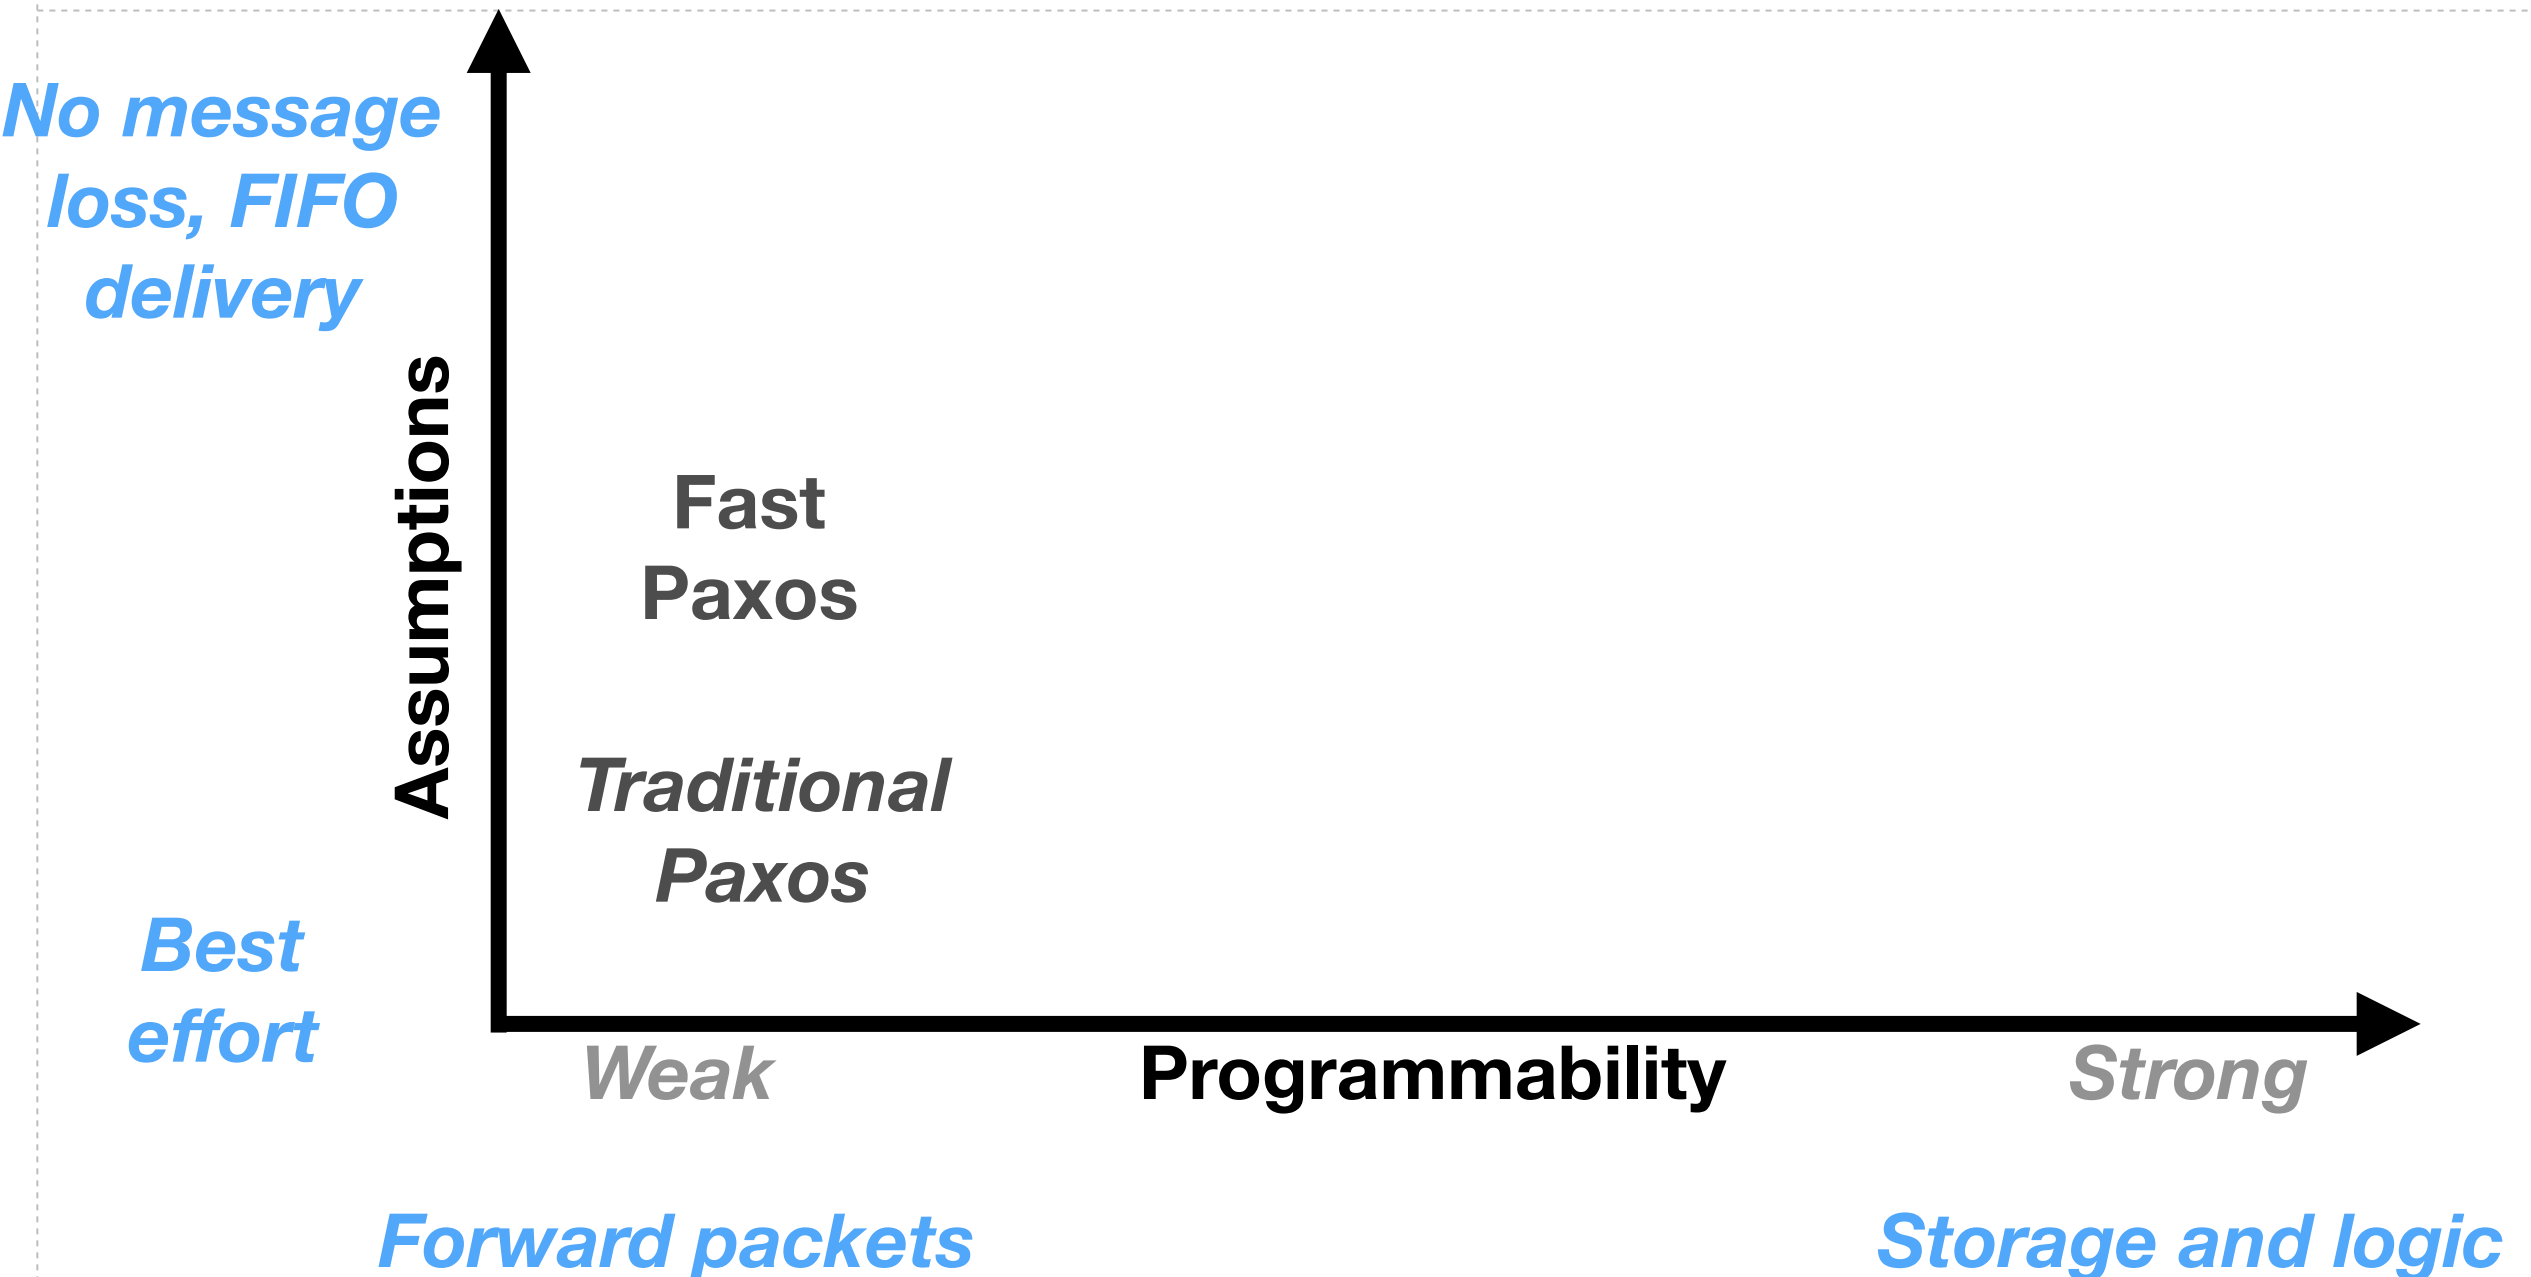 No message
loss, FIFO
delivery
Assumptions
Fast
Paxos
Traditional
Paxos
Best
effort
Weak
Programmability
Strong
Forward packets
Storage and logic